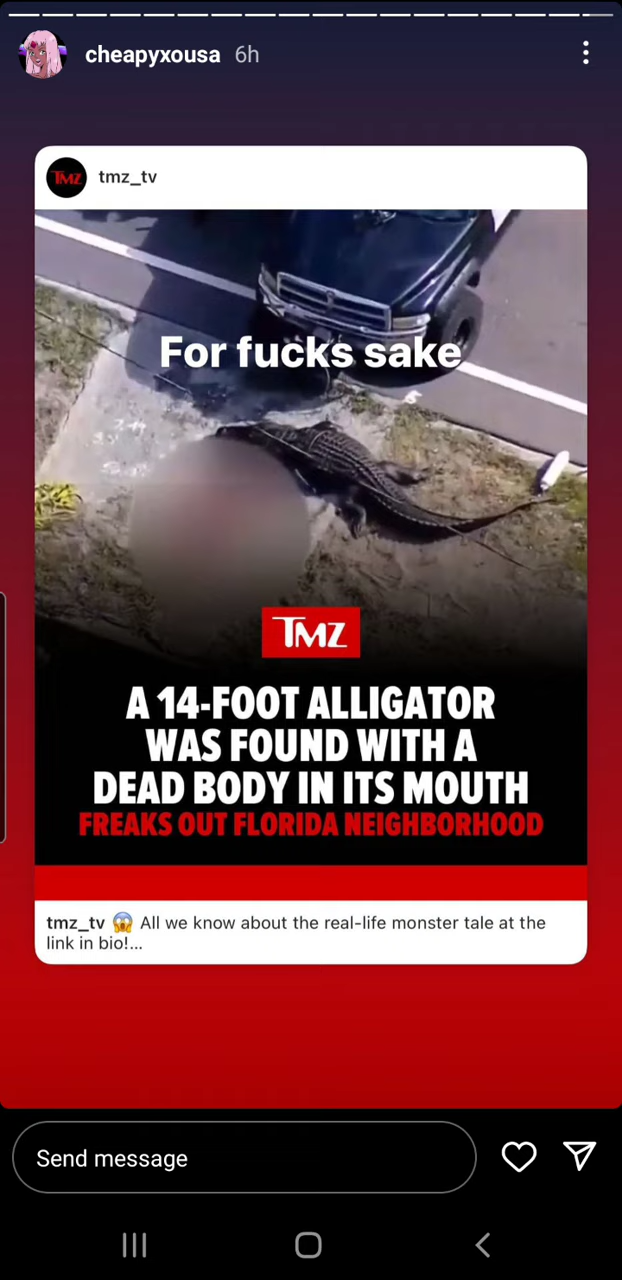 cheapyxousa 6h
TMZ tmz_tv
For fucks sake
TMZ
A 14-FOOT ALLIGATOR
WAS FOUND WITH A
DEAD BODY IN ITS MOUTH
FREAKS OUT FLORIDA NEIGHBORHOOD
tmz_tv 😱 All we know about the real-life monster tale at the
link in bio!...
Send message